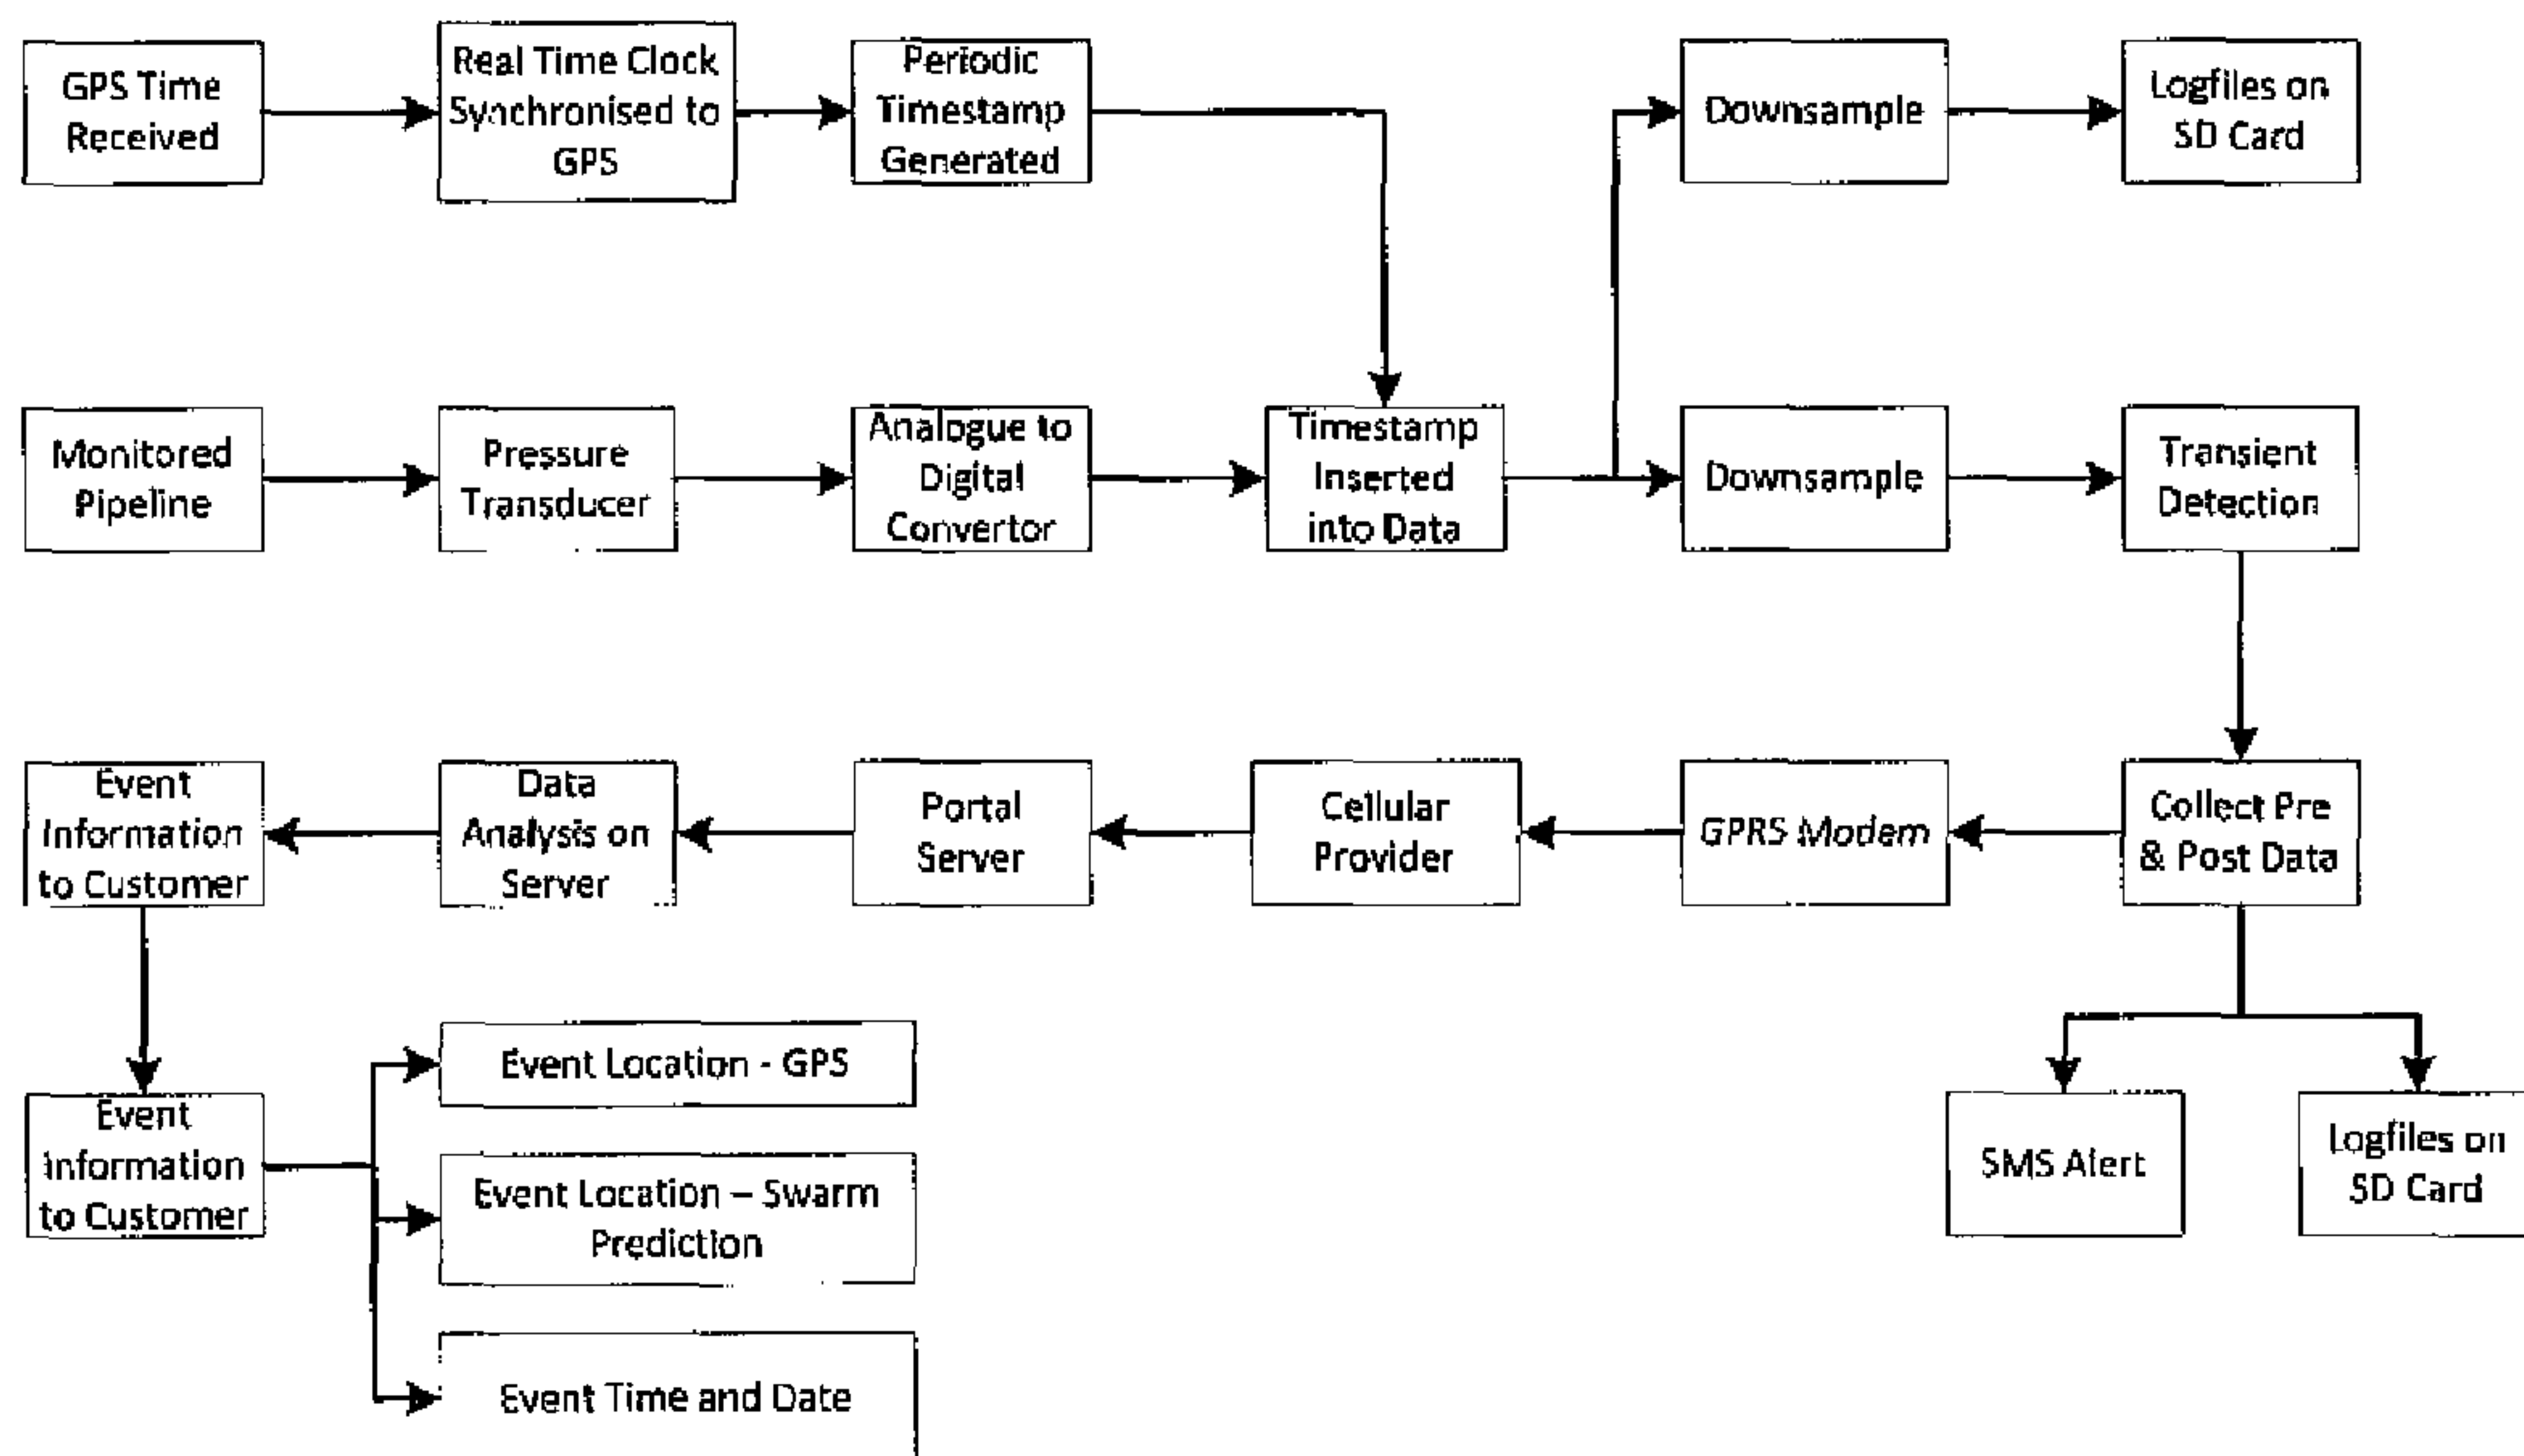 GPS Time
Received
Real Time Clock
Synchronised to
GPS
Periodic
Timestamp
Generated
Downsample
Logfiles on
SD Card
Monitored
Pipeline
Pressure
Transducer
Analogue to
Digital
Convertor
Timestamp
Inserted
into Data
Downsample
Transient
Detection
Event
Information
to Customer
Data
Analysis on
Server
Portal
Server
Cellular
Provider
GPRS Modem
Collect Pre
& Post Data
Event Location - GPS
Event
Information
to Customer
Event Location – Swarm
Prediction
Event Time and Date
SMS Alert
Logfiles on
SD Card